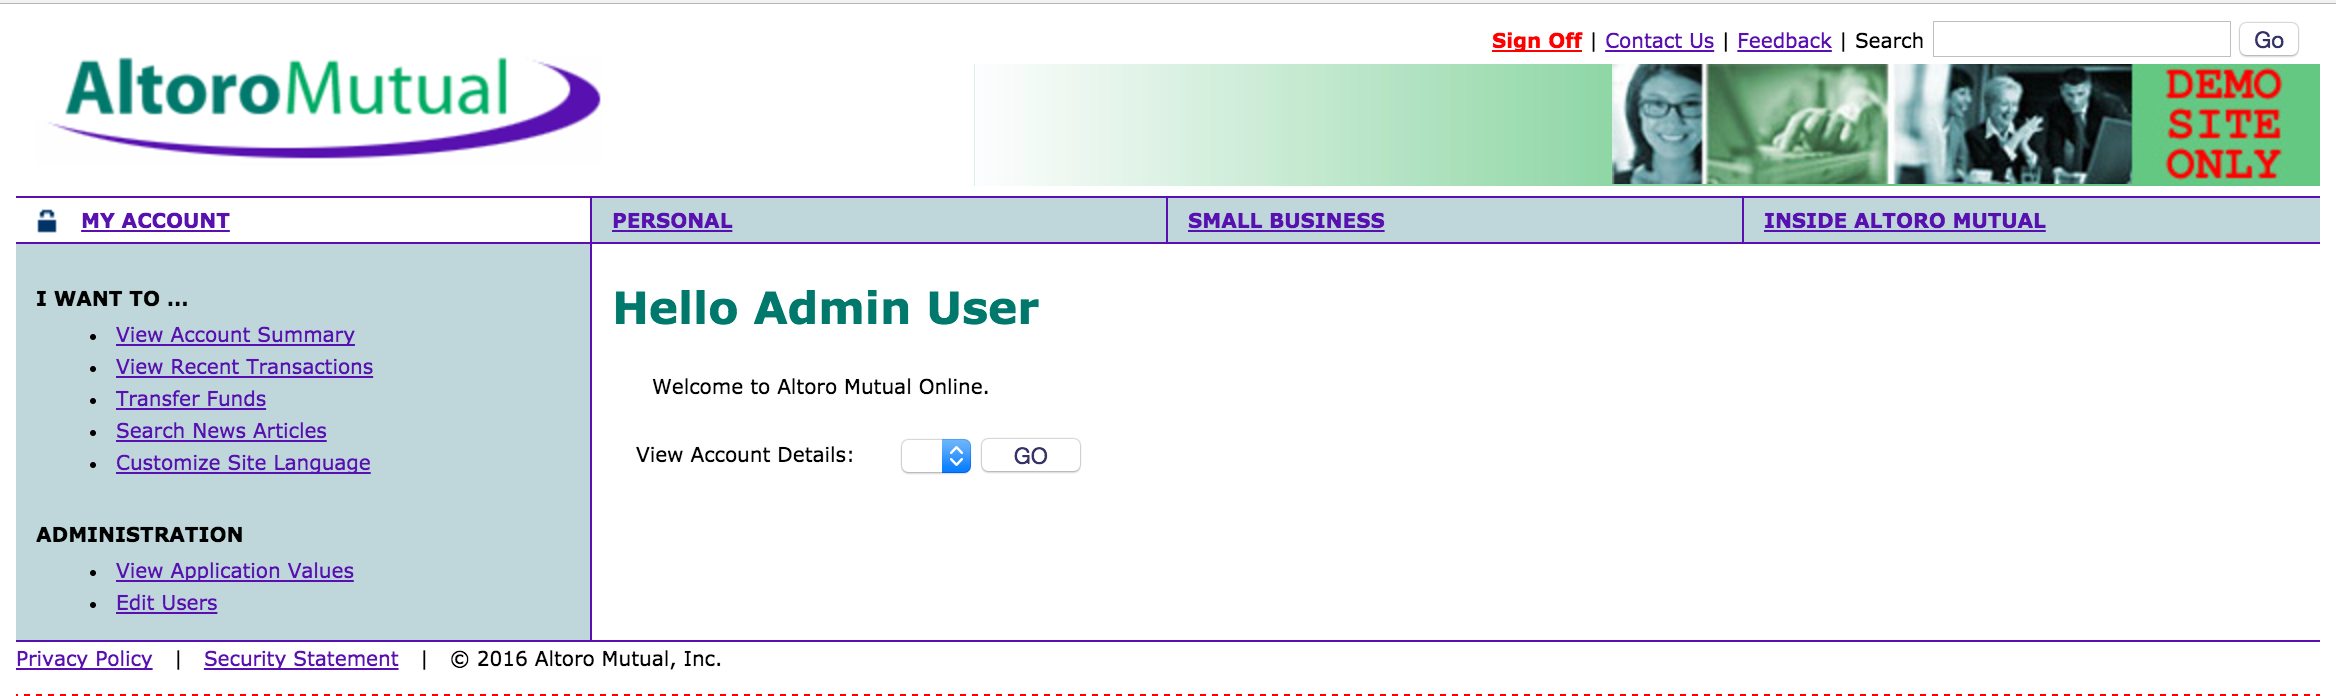 Sign Off | Contact Us | Feedback | Search Go
AltoroMutual
DEMO
SITE
ONLY
MY ACCOUNT
PERSONAL
SMALL BUSINESS
INSIDE ALTORO MUTUAL
I WANT TO ...
• View Account Summary
• View Recent Transactions
• Transfer Funds
• Search News Articles
• Customize Site Language
ADMINISTRATION
• View Application Values
• Edit Users
Hello Admin User
Welcome to Altoro Mutual Online.
View Account Details: GO
Privacy Policy | Security Statement | © 2016 Altoro Mutual, Inc.